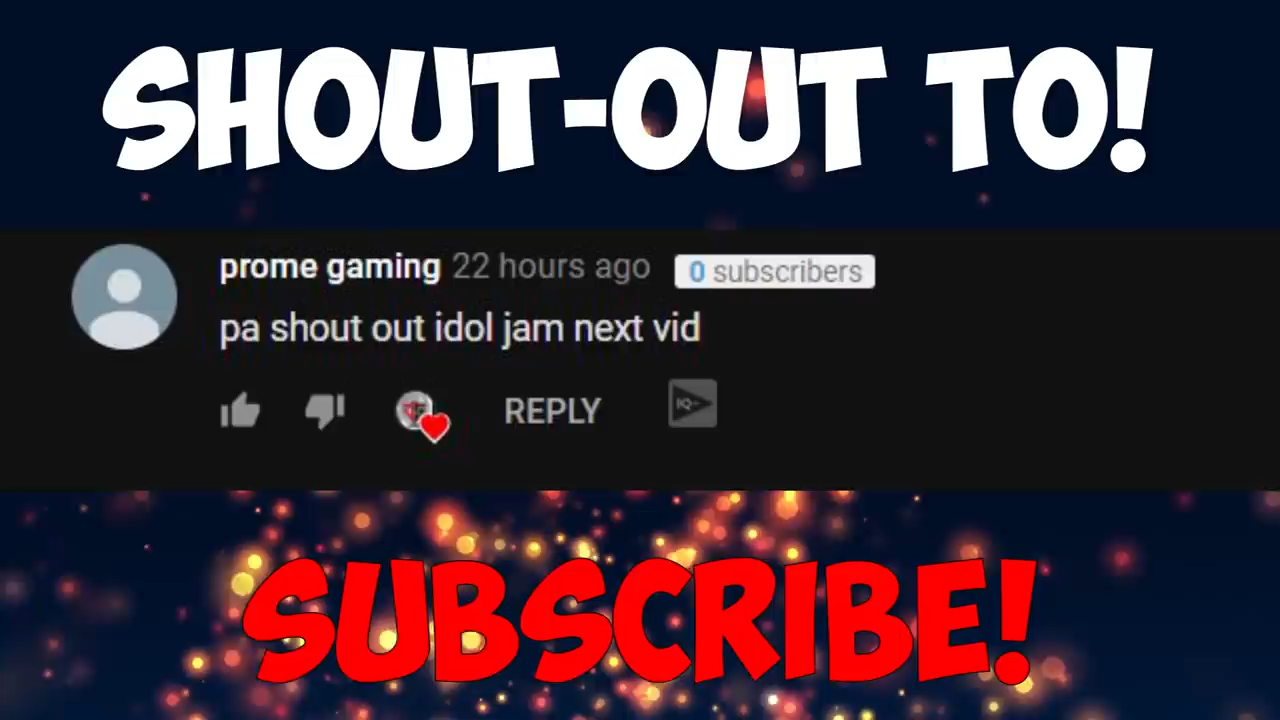 SHOUT-OUT TO!
prome gaming 22 hours ago 0 subscribers
pa shout out idol jam next vid
REPLY IQ
SUBSCRIBE!